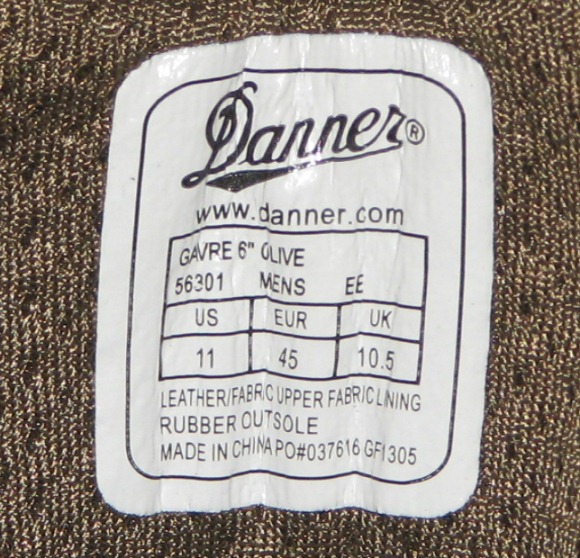 Danner®
www.danner.com
GAVRE 6" OLIVE
56301 MENS EE
US EUR UK
11 45 10.5
LEATHER/FABRIC UPPER FABRIC LINING
RUBBER OUTSOLE
MADE IN CHINA PO#037616 GF1305